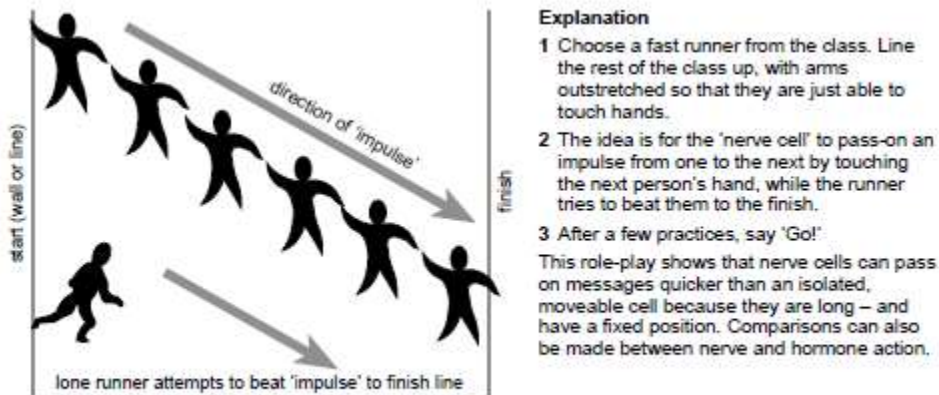 start (wall or line)
direction of 'impulse'
finish
lone runner attempts to beat 'impulse' to finish line
Explanation
1 Choose a fast runner from the class. Line
the rest of the class up, with arms
outstretched so that they are just able to
touch hands.
2 The idea is for the 'nerve cell' to pass-on an
impulse from one to the next by touching
the next person's hand, while the runner
tries to beat them to the finish.
3 After a few practices, say 'Go!'
This role-play shows that nerve cells can pass
on messages quicker than an isolated,
moveable cell because they are long – and
have a fixed position. Comparisons can also
be made between nerve and hormone action.